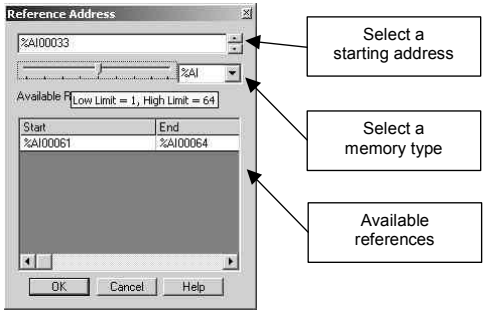 Reference Address
%AI00033
%AI
Available R
Low Limit = 1, High Limit = 64
Start End
%AI00061 %AI00064
OK Cancel Help
Select a
starting address
Select a
memory type
Available
references